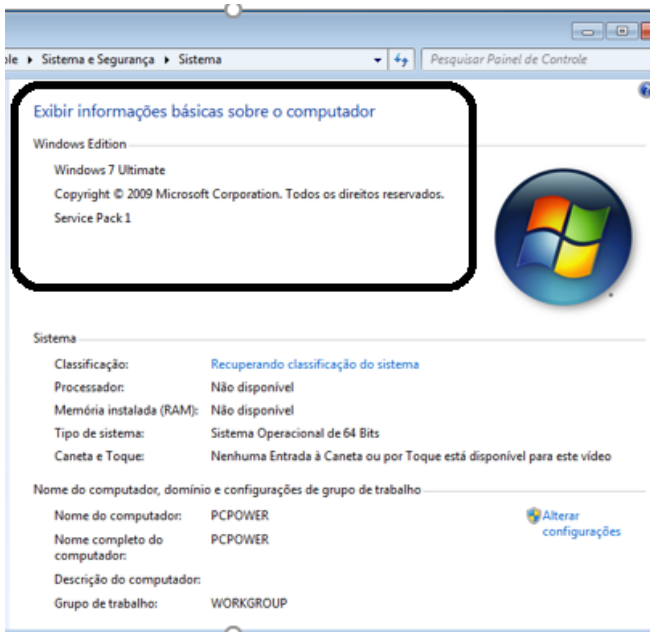 Sistema e Segurança Sistema
Pesquisar Painel de Controle
Exibir informações básicas sobre o computador
Windows Edition
Windows 7 Ultimate
Copyright © 2009 Microsoft Corporation. Todos os direitos reservados.
Service Pack 1
Sistema
Classificação: Recuperando classificação do sistema
Processador: Não disponível
Memória instalada (RAM): Não disponível
Tipo de sistema: Sistema Operacional de 64 Bits
Caneta e Toque: Nenhuma Entrada à Caneta ou por Toque está disponível para este vídeo
Nome do computador, domínio e configurações de grupo de trabalho
Nome do computador: PCPOWER
Alterar
configurações
Nome completo do
computador:
PCPOWER
Descrição do computador:
Grupo de trabalho: WORKGROUP